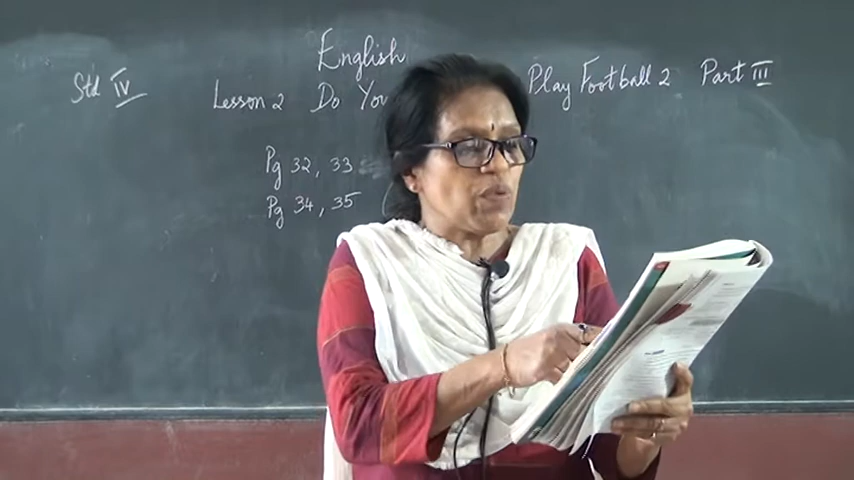 English
Std IV Lesson 2 Do You Play Football 2 Part III
Pg 32, 33
Pg 34, 35